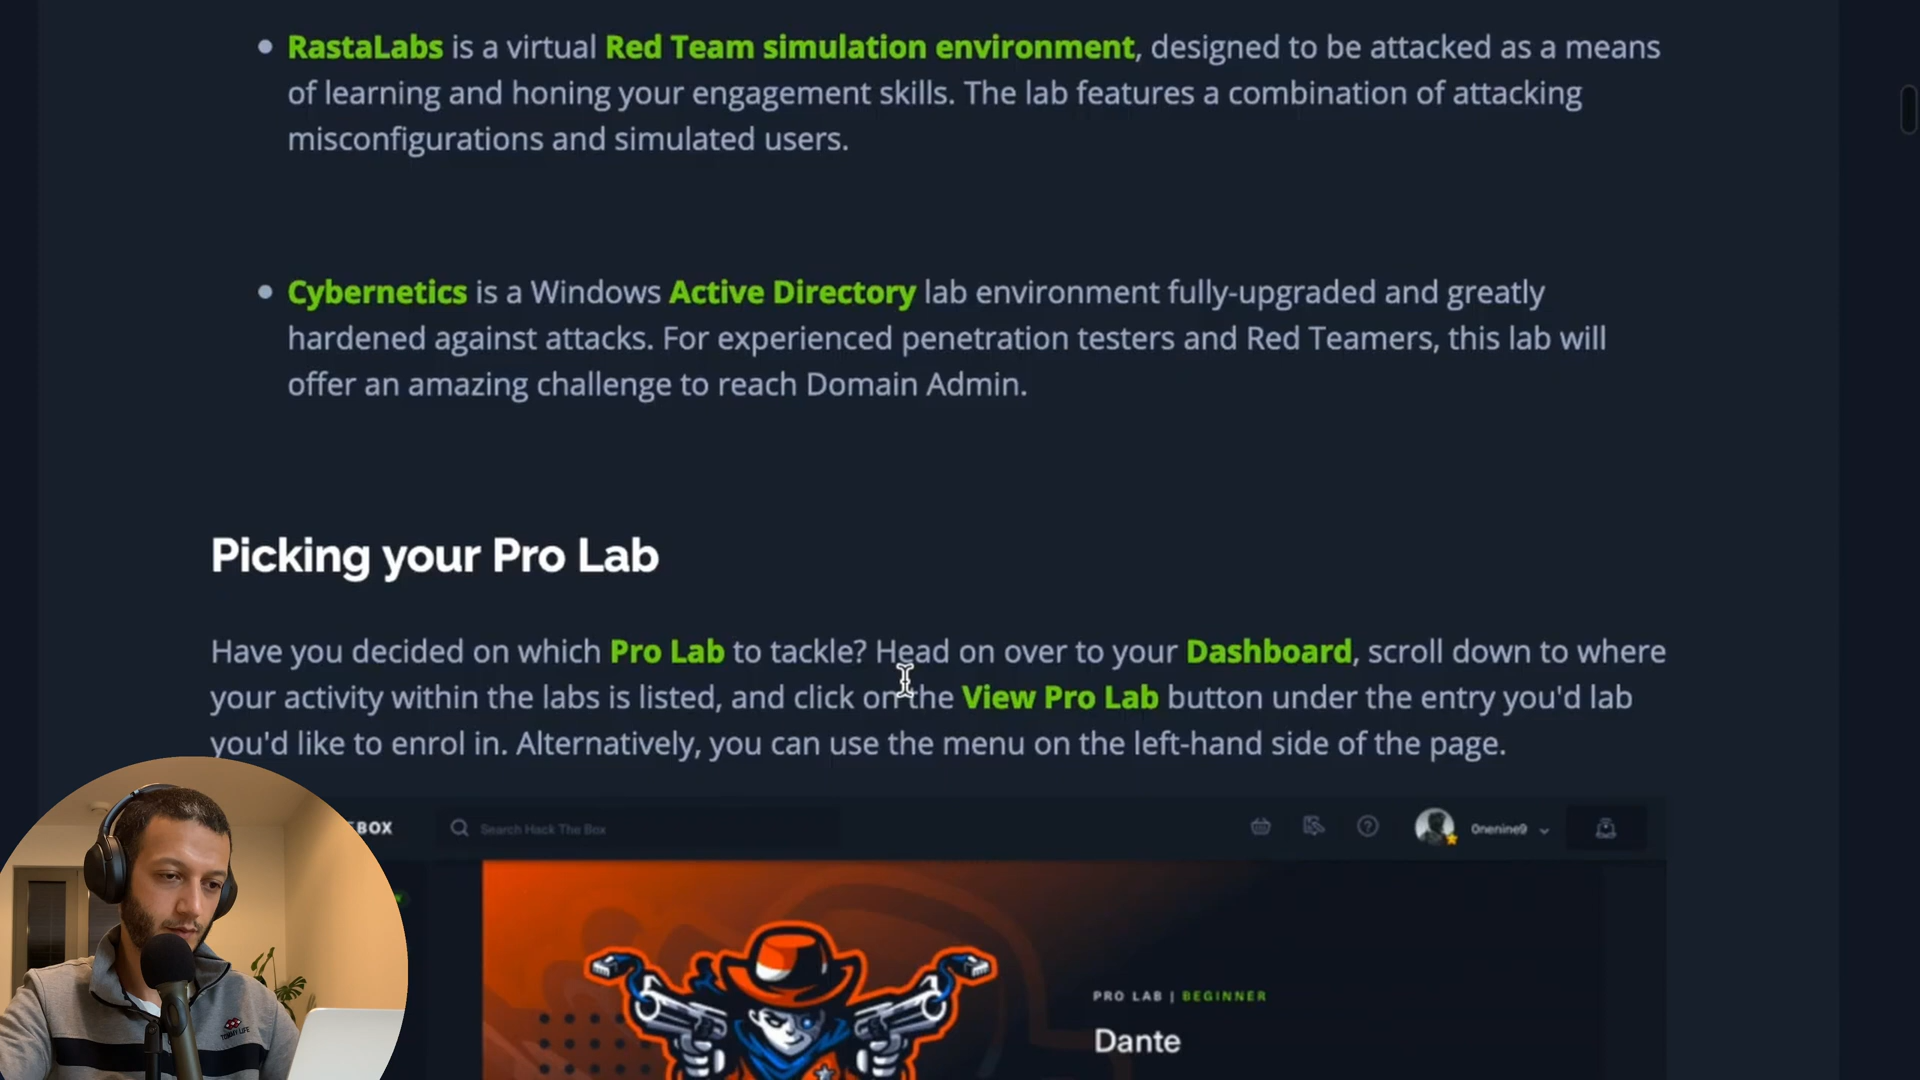 RastaLabs is a virtual Red Team simulation environment, designed to be attacked as a means
of learning and honing your engagement skills. The lab features a combination of attacking
misconfigurations and simulated users.
Cybernetics is a Windows Active Directory lab environment fully-upgraded and greatly
hardened against attacks. For experienced penetration testers and Red Teamers, this lab will
offer an amazing challenge to reach Domain Admin.
Picking your Pro Lab
Have you decided on which Pro Lab to tackle? Head on over to your Dashboard, scroll down to where
your activity within the labs is listed, and click on the View Pro Lab button under the entry you'd lab
you'd like to enrol in. Alternatively, you can use the menu on the left-hand side of the page.
BOX
Search Hack The Box
0nenine9
PRO LAB | BEGINNER
Dante